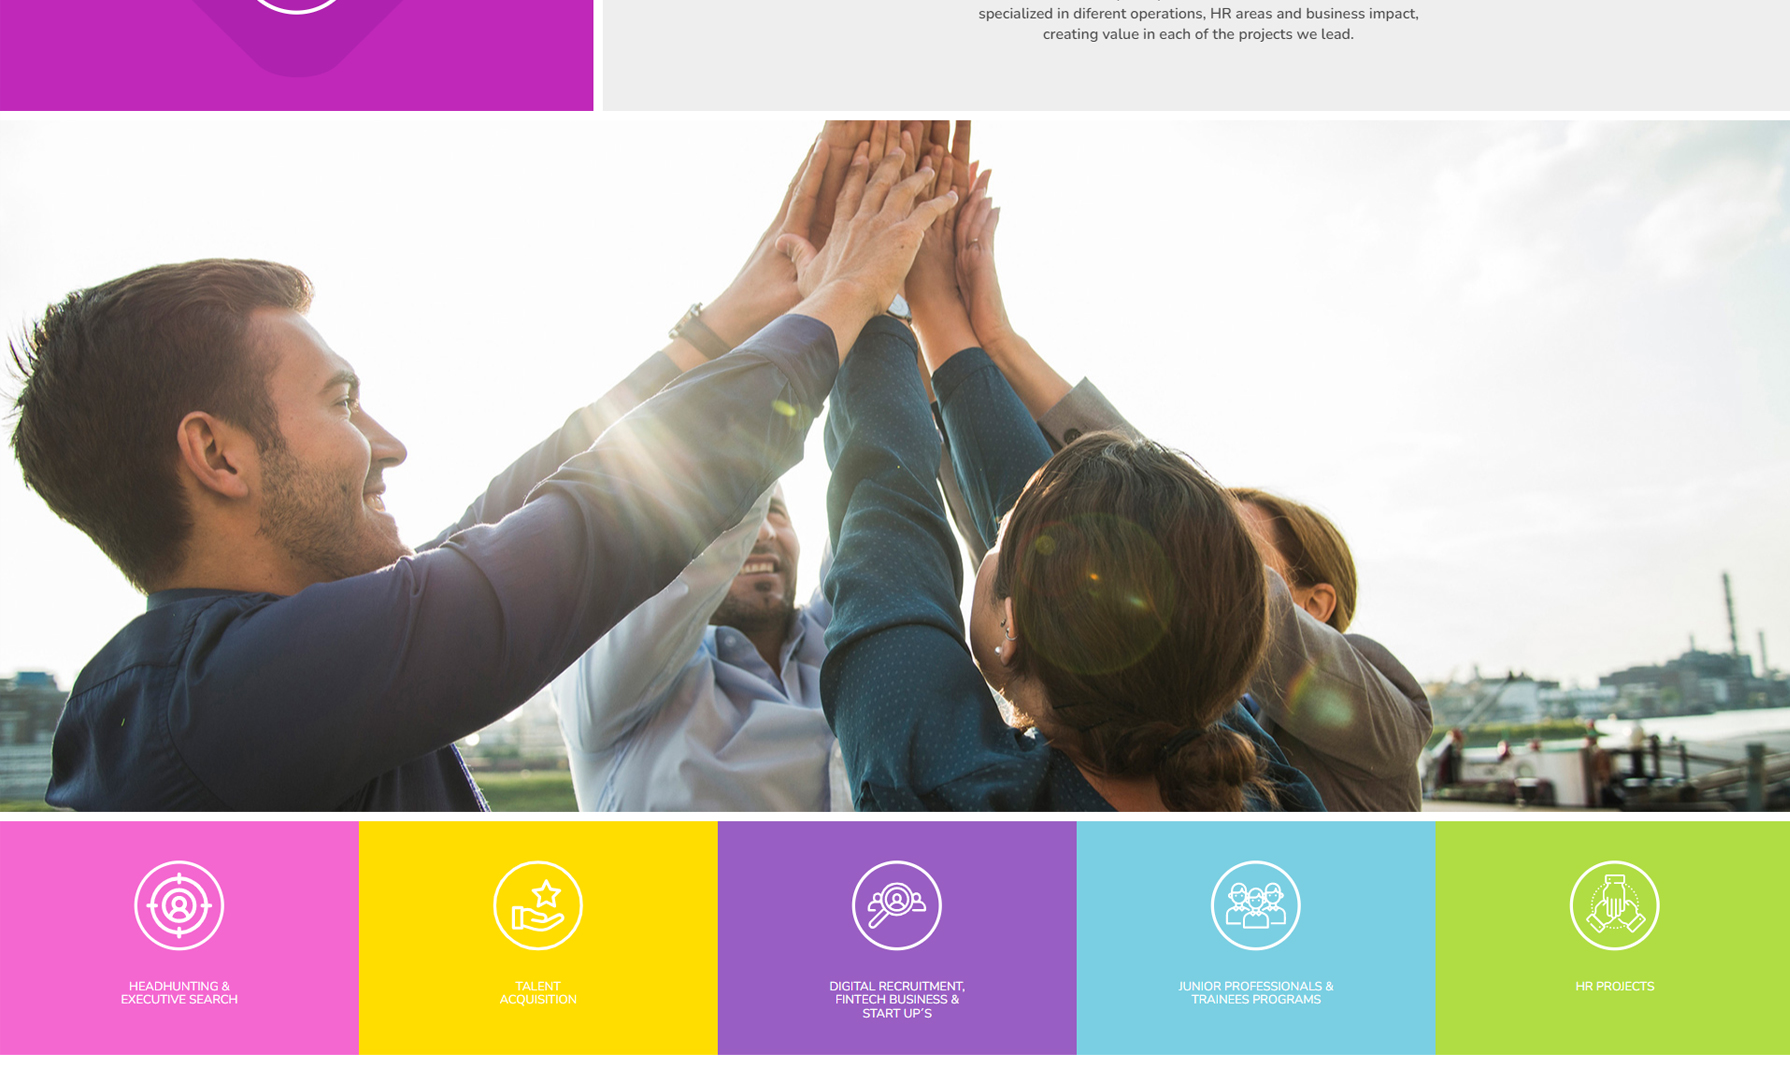 specialized in diferent operations, HR areas and business impact,
creating value in each of the projects we lead.
HEADHUNTING &
EXECUTIVE SEARCH
TALENT
ACQUISITION
DIGITAL RECRUITMENT,
FINTECH BUSINESS &
START UP´S
JUNIOR PROFESSIONALS &
TRAINEES PROGRAMS
HR PROJECTS